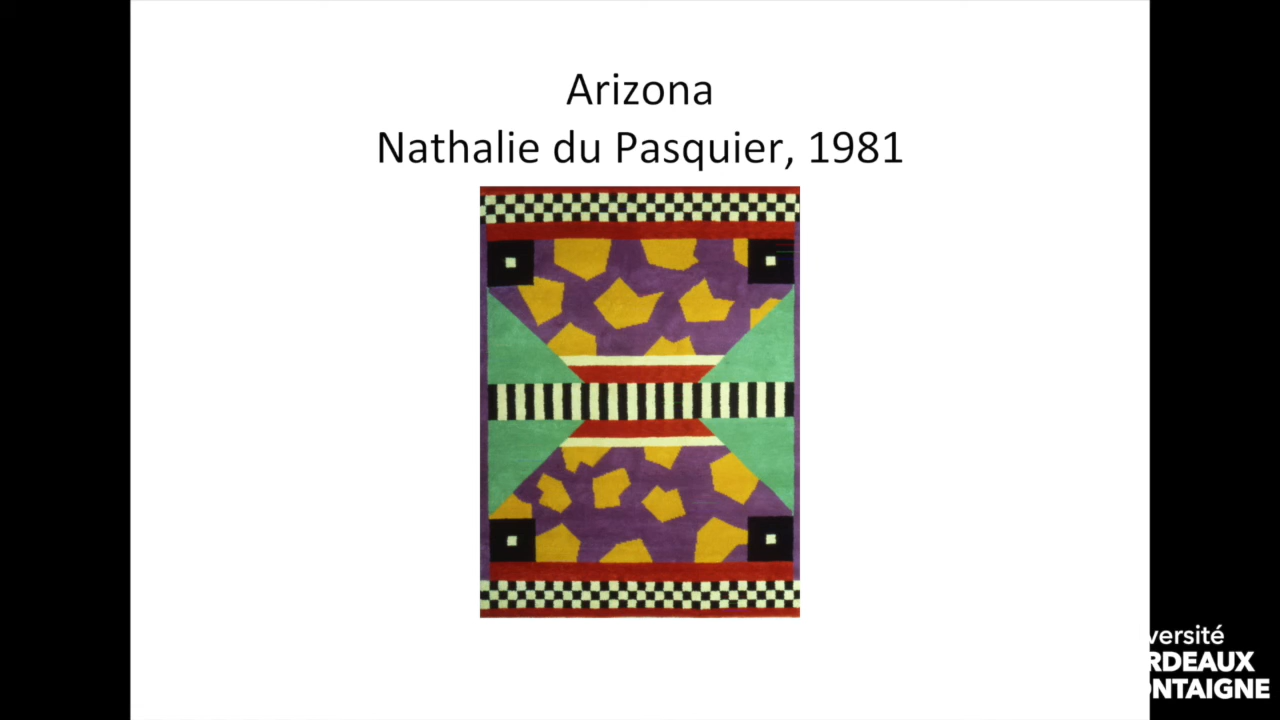 Arizona
Nathalie du Pasquier, 1981
versité
RDEAUX
NTAIGNE